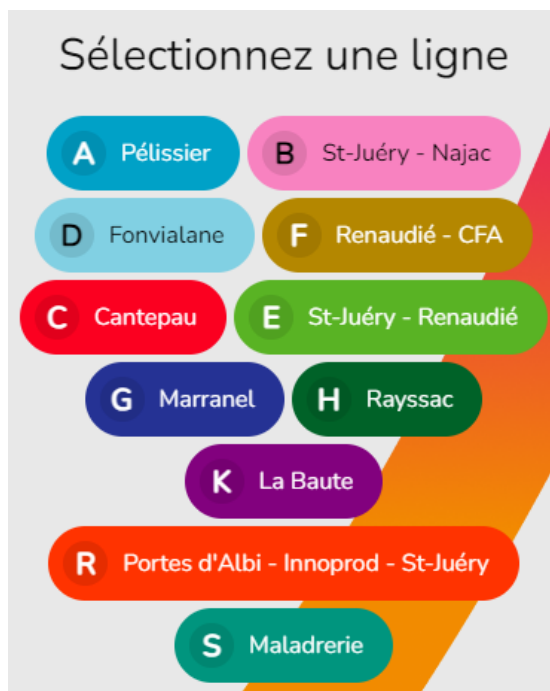 Sélectionnez une ligne
A Pélissier B St-Juéry - Najac
D Fonvialane F Renaudié - CFA
C Cantepau E St-Juéry - Renaudié
G Marranel H Rayssac
K La Baute
R Portes d'Albi - Innoprod - St-Juéry
S Maladrerie